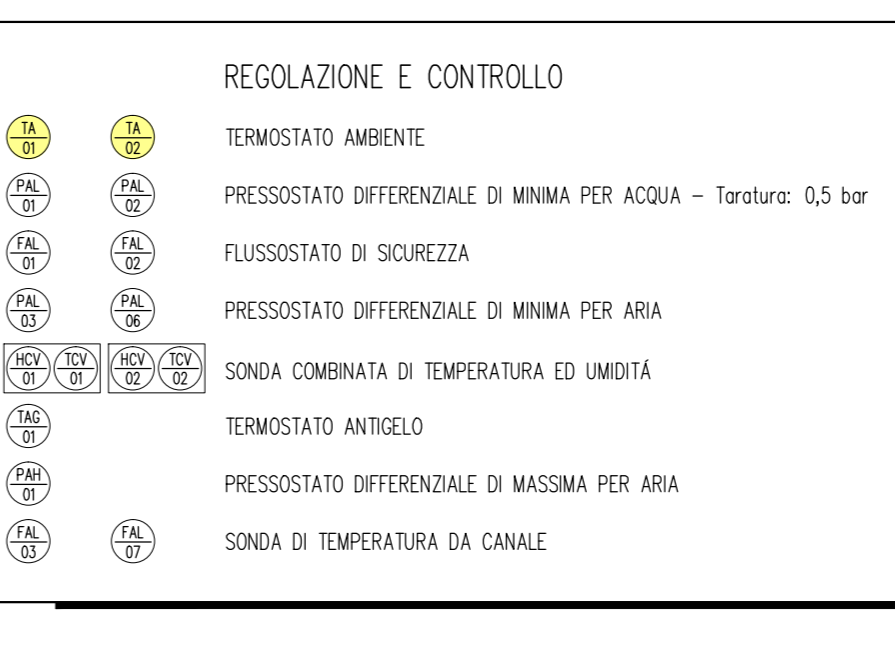 REGOLAZIONE E CONTROLLO
TA 01 TA 02 TERMOSTATO AMBIENTE
PAL 01 PAL 02 PRESSOSTATO DIFFERENZIALE DI MINIMA PER ACQUA – Taratura: 0,5 bar
FAL 01 FAL 02 FLUSSOSTATO DI SICUREZZA
PAL 03 PAL 06 PRESSOSTATO DIFFERENZIALE DI MINIMA PER ARIA
HCV 01 TCV 01 HCV 02 TCV 02 SONDA COMBINATA DI TEMPERATURA ED UMIDITÁ
TAG 01 TERMOSTATO ANTIGELO
PAH 01 PRESSOSTATO DIFFERENZIALE DI MASSIMA PER ARIA
FAL 03 FAL 07 SONDA DI TEMPERATURA DA CANALE